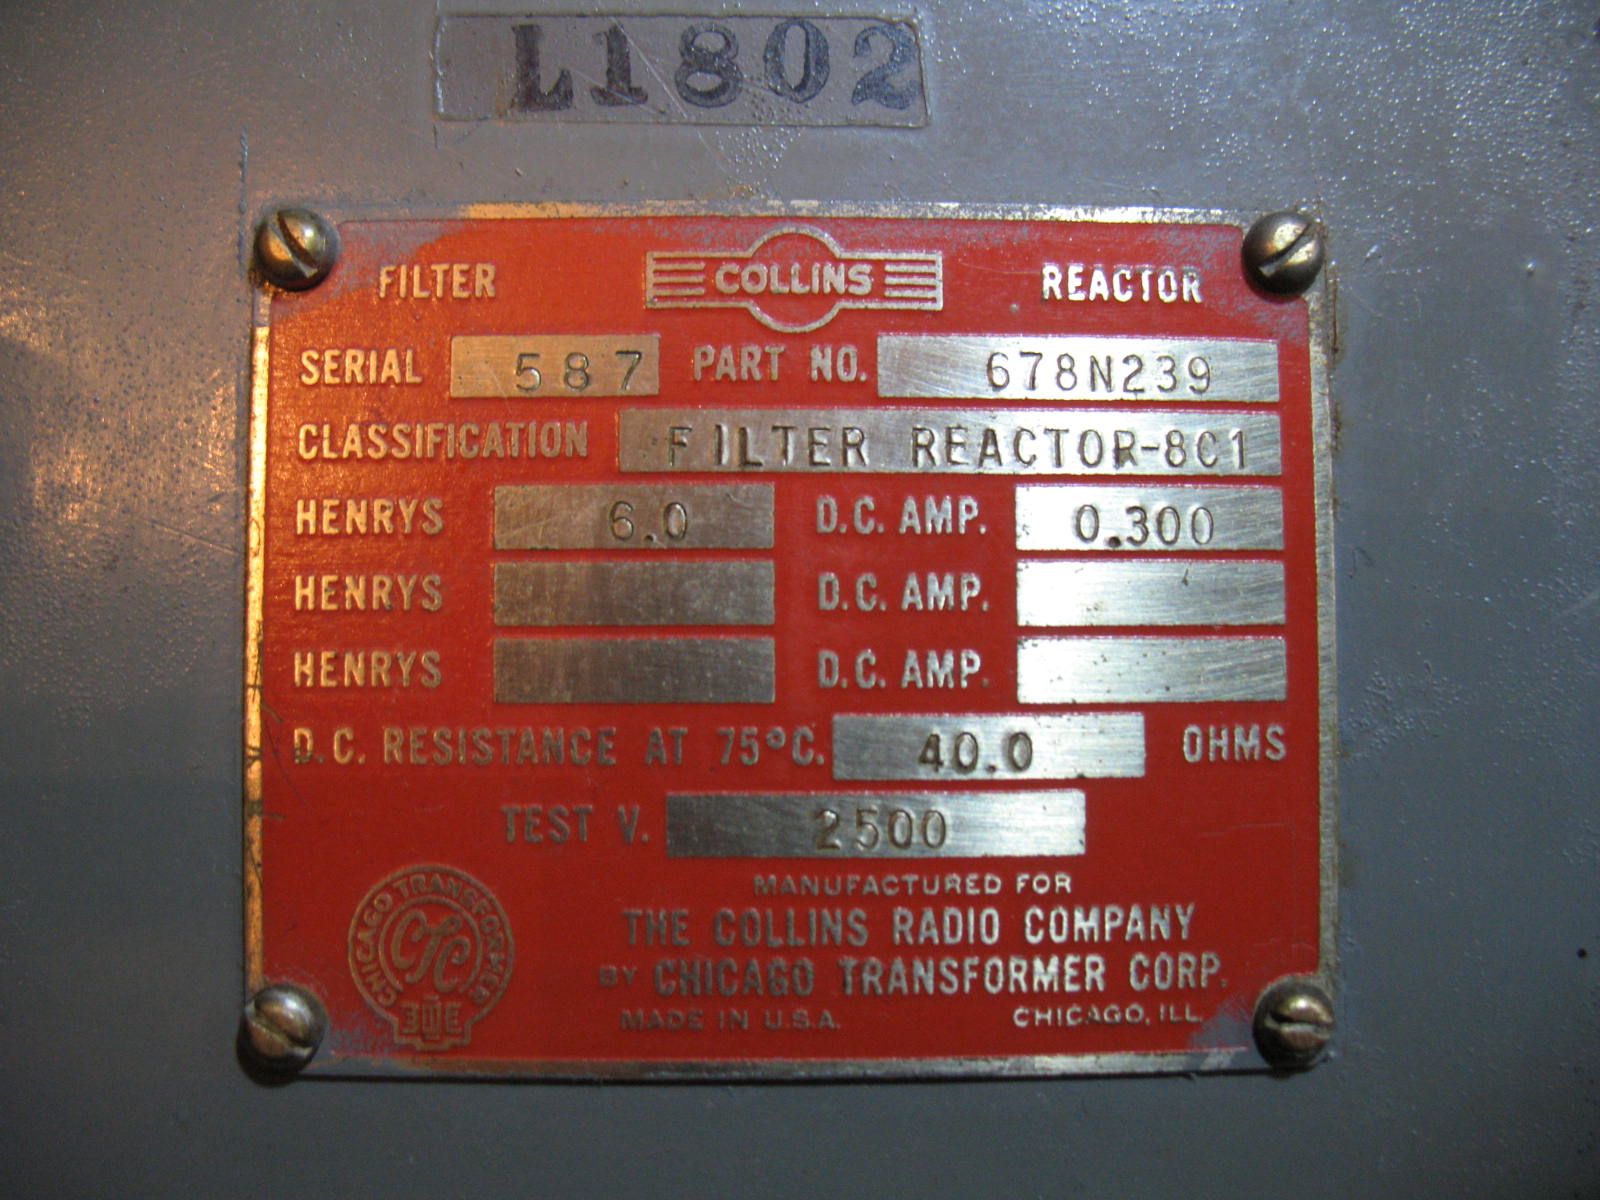 L1802
FILTER COLLINS REACTOR
SERIAL 587 PART NO. 678N239
CLASSIFICATION FILTER REACTOR-8C1
HENRYS 6.0 D.C. AMP. 0.300
HENRYS D.C. AMP.
HENRYS D.C. AMP.
D.C. RESISTANCE AT 75°C. 40.0 OHMS
TEST V. 2500
MANUFACTURED FOR
THE COLLINS RADIO COMPANY
BY CHICAGO TRANSFORMER CORP.
MADE IN U.S.A. CHICAGO, ILL.
CHICAGO TRANSFORMER
CTC